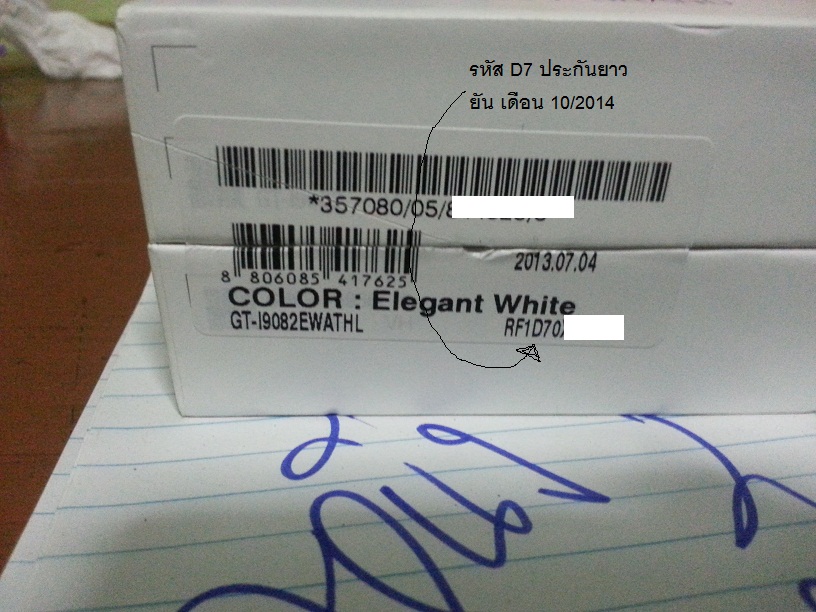 รหัส D7 ประกันยาว
ยัน เดือน 10/2014
*357080/05/8
2013.07.04
8 806085 417625
COLOR : Elegant White
GT-I9082EWATHL
RF1D70